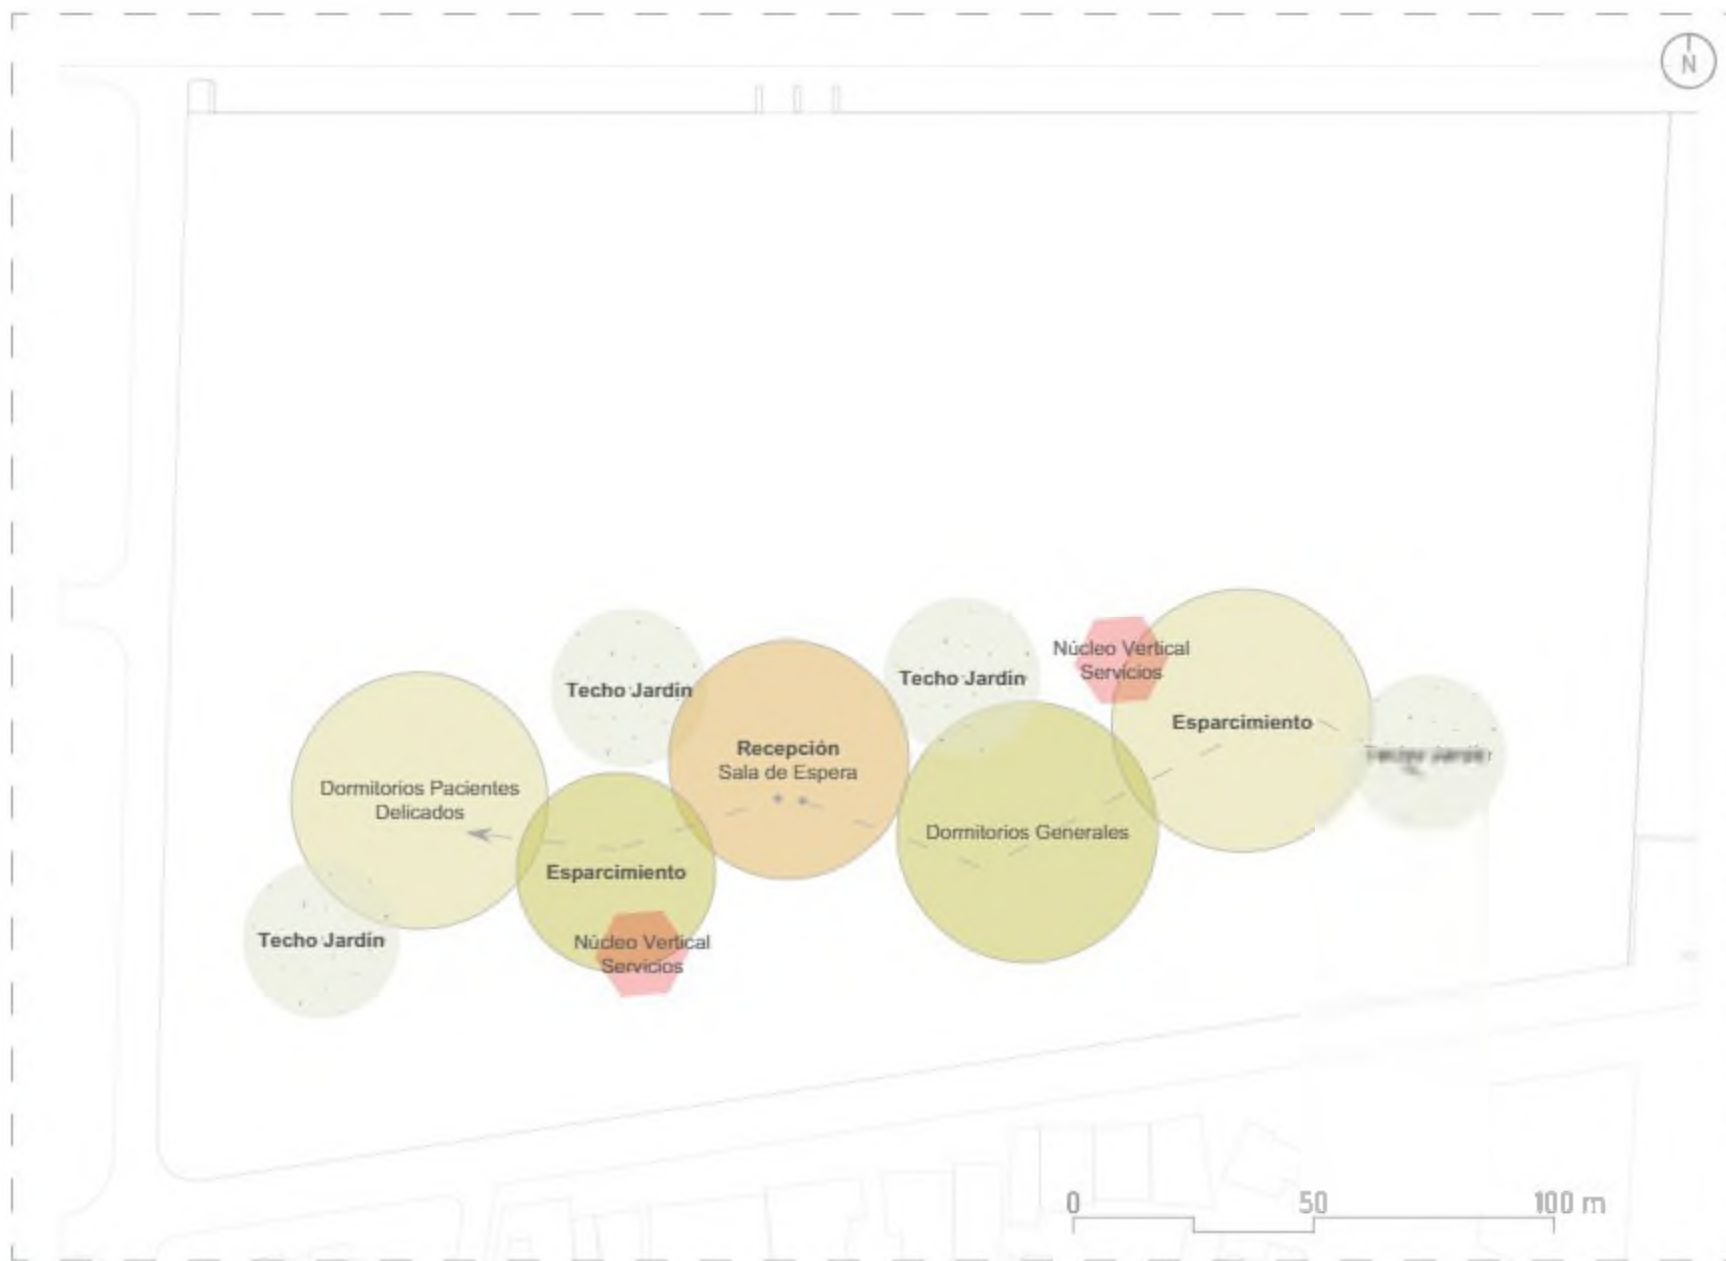 N
Núcleo Vertical
Servicios
Techo Jardín
Techo Jardín
Esparcimiento
Recepción
Sala de Espera
Dormitorios Pacientes
Delicados
Dormitorios Generales
Esparcimiento
Techo Jardín
Núcleo Vertical
Servicios
0 50 100 m